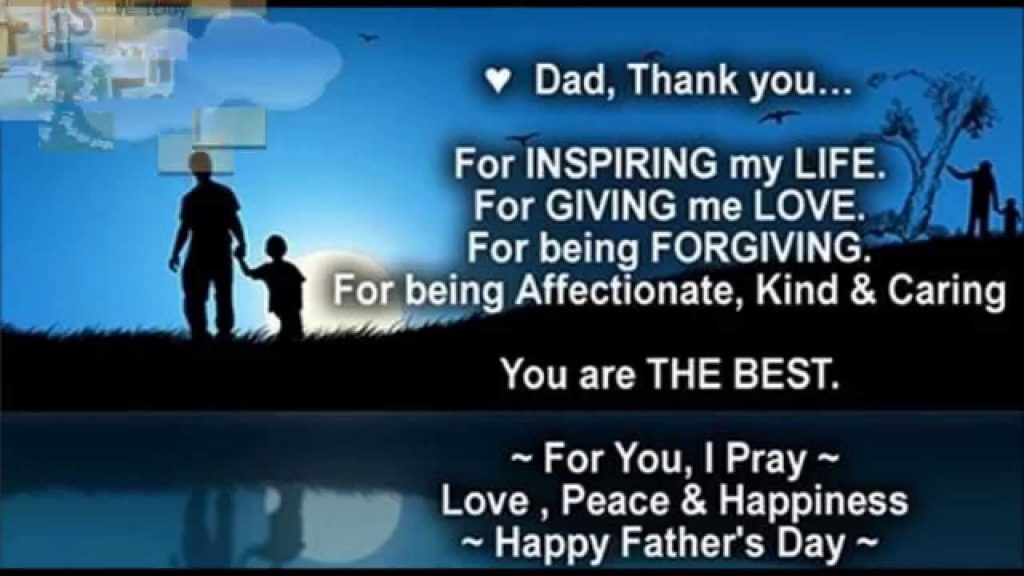 ♥ Dad, Thank you...
For INSPIRING my LIFE.
For GIVING me LOVE.
For being FORGIVING.
For being Affectionate, Kind & Caring
You are THE BEST.
~ For You, I Pray ~
Love , Peace & Happiness
~ Happy Father's Day ~